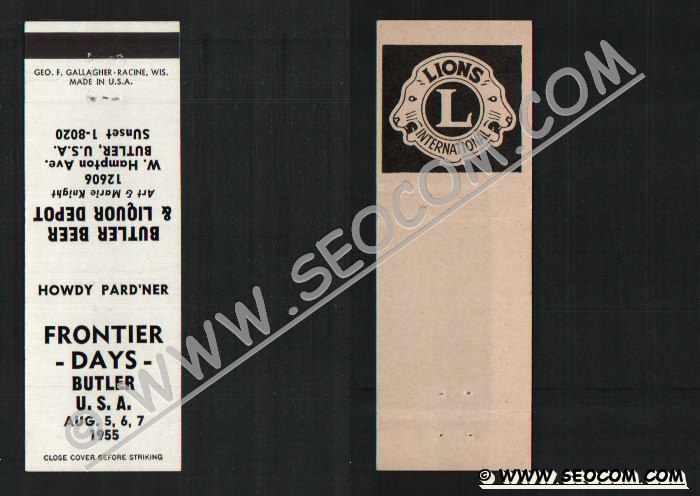 GEO. F. GALLAGHER-RACINE, WIS.
MADE IN U.S.A.
BUTLER BEER
& LIQUOR DEPOT
Art & Marie Knight
12606
W. Hampton Ave.
BUTLER, U.S.A.
SUnset 1-8020
HOWDY PARD'NER
FRONTIER
- DAYS -
BUTLER
U. S. A.
AUG. 5, 6, 7
1955
CLOSE COVER BEFORE STRIKING
LIONS
L
INTERNATIONAL
© WWW.SEOCOM.COM
© WWW.SEOCOM.COM